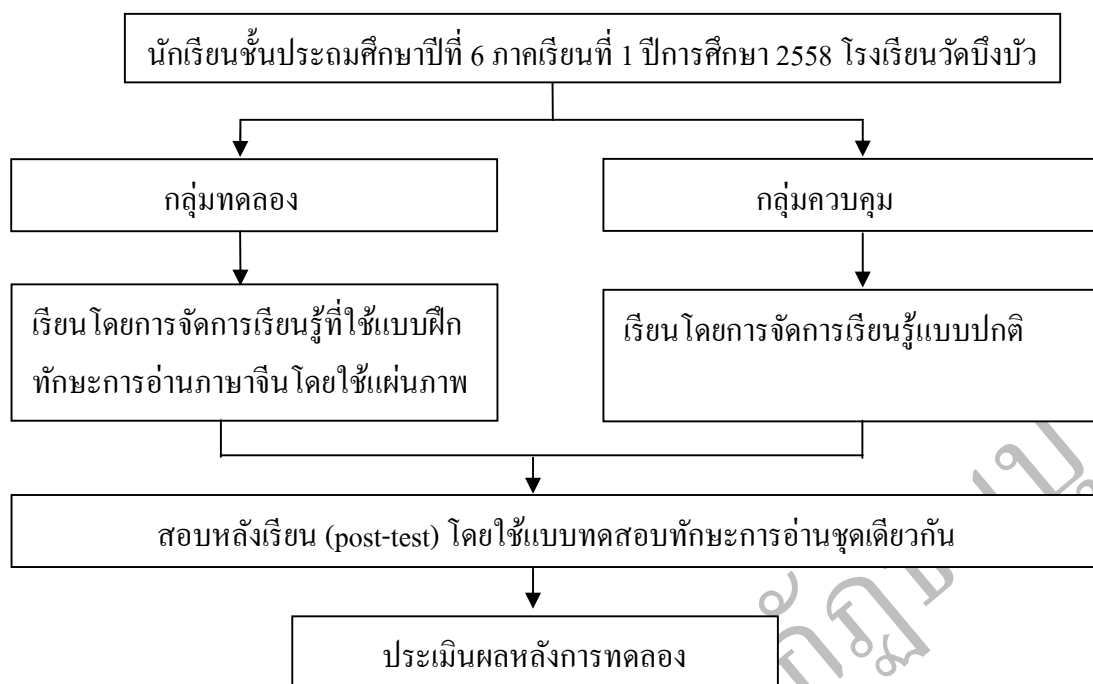 นักเรียนชั้นประถมศึกษาปีที่ 6 ภาคเรียนที่ 1 ปีการศึกษา 2558 โรงเรียนวัดบึงบัว
กลุ่มทดลอง
กลุ่มควบคุม
เรียนโดยการจัดการเรียนรู้ที่ใช้แบบฝึก
ทักษะการอ่านภาษาจีนโดยใช้แผ่นภาพ
เรียนโดยการจัดการเรียนรู้แบบปกติ
สอบหลังเรียน (post-test) โดยใช้แบบทดสอบทักษะการอ่านชุดเดียวกัน
ประเมินผลหลังการทดลอง